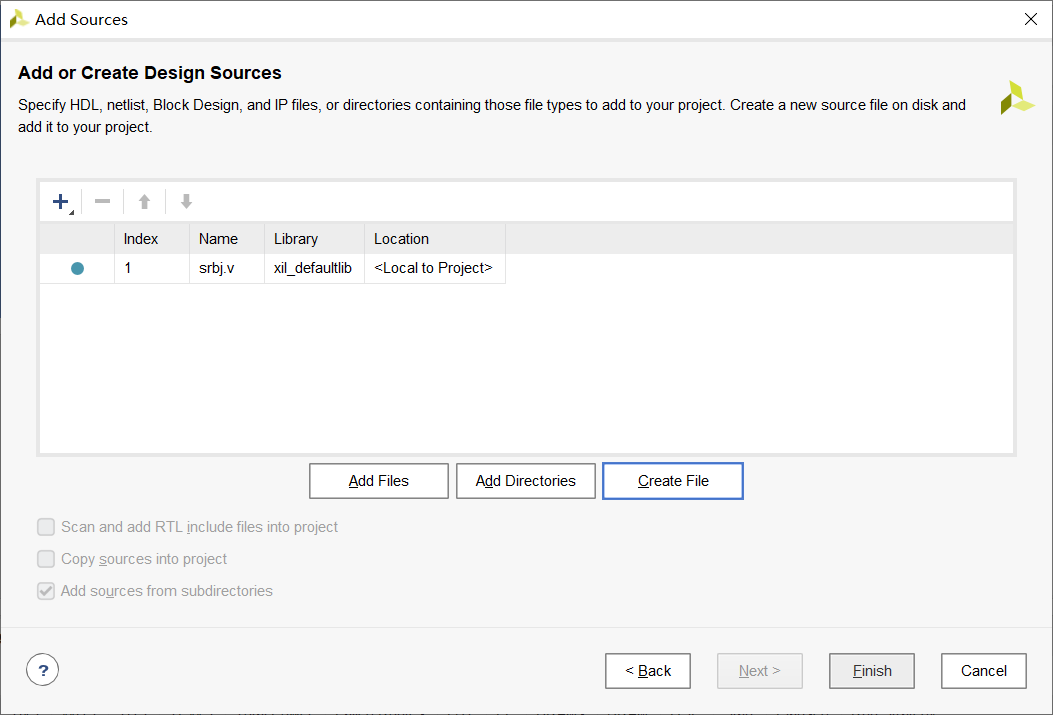 Add Sources
Add or Create Design Sources
Specify HDL, netlist, Block Design, and IP files, or directories containing those file types to add to your project. Create a new source file on disk and
add it to your project.
Index Name Library Location
1 srbj.v xil_defaultlib <Local to Project>
Add Files Add Directories Create File
Scan and add RTL include files into project
Copy sources into project
Add sources from subdirectories
? < Back Next > Finish Cancel